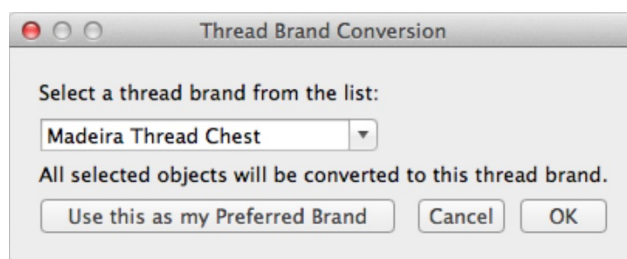 Thread Brand Conversion
Select a thread brand from the list:
Madeira Thread Chest
All selected objects will be converted to this thread brand.
Use this as my Preferred Brand Cancel OK